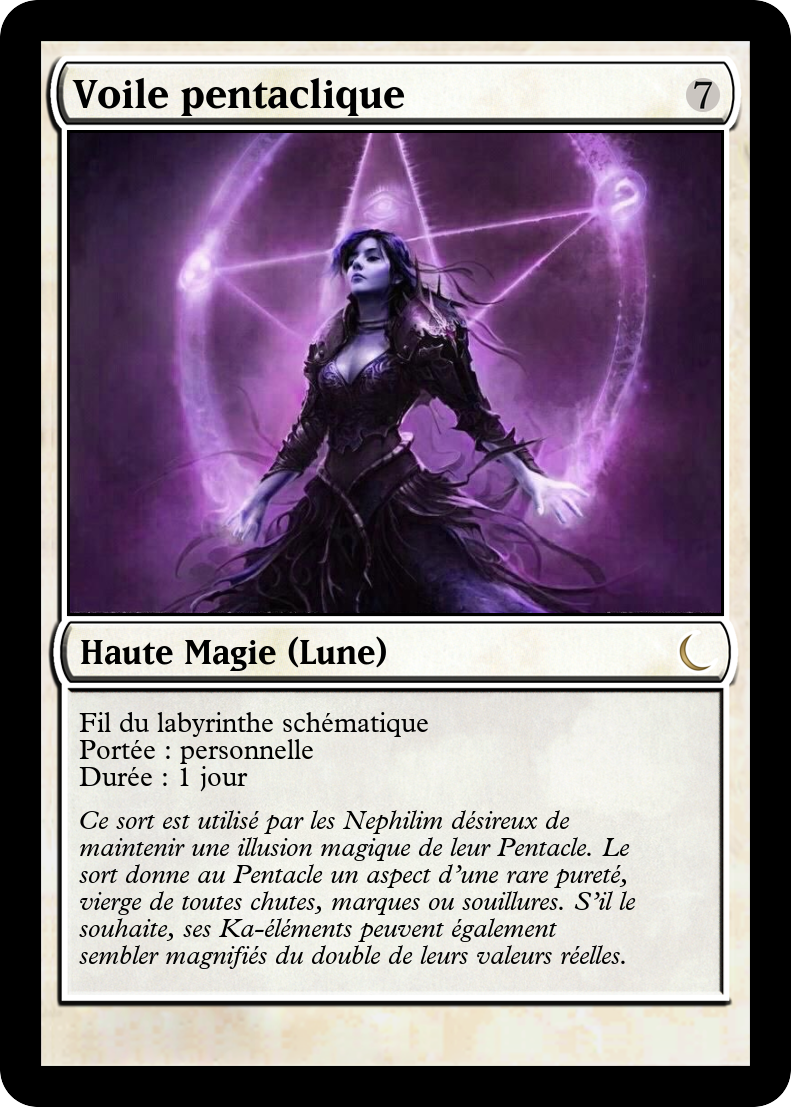 Voile pentaclique
7
Haute Magie (Lune)
Fil du labyrinthe schématique
Portée : personnelle
Durée : 1 jour
Ce sort est utilisé par les Nephilim désireux de
maintenir une illusion magique de leur Pentacle. Le
sort donne au Pentacle un aspect d'une rare pureté,
vierge de toutes chutes, marques ou souillures. S'il le
souhaite, ses Ka-éléments peuvent également
sembler magnifiés du double de leurs valeurs réelles.